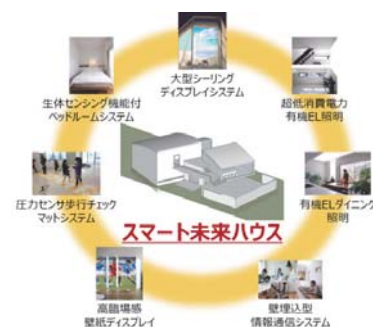 大型シーリング
ディスプレイシステム
超低消費電力
有機EL照明
有機ELダイニング
照明
壁埋込型
情報通信システム
高臨場感
壁紙ディスプレイ
圧力センサ歩行チェック
マットシステム
生体センシング機能付
ベッドルームシステム
スマート未来ハウス